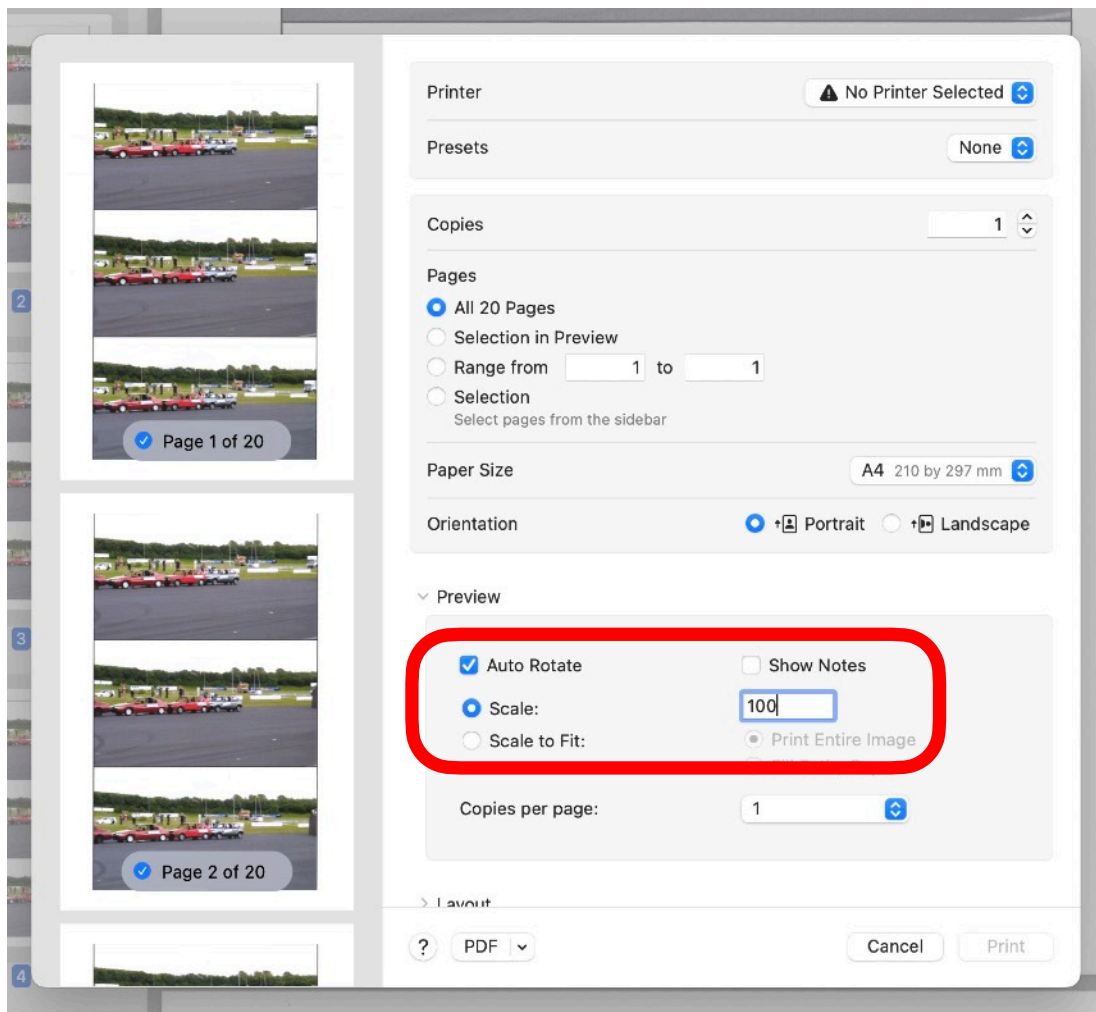 Printer
No Printer Selected
Presets
None
Copies
1
Pages
All 20 Pages
Selection in Preview
Range from 1 to 1
Selection
Select pages from the sidebar
Page 1 of 20
Paper Size
A4 210 by 297 mm
Orientation
Portrait Landscape
Preview
2
3
Auto Rotate
Show Notes
Scale:
100
Scale to Fit:
Print Entire Image
Copies per page:
1
Page 2 of 20
Layout
? PDF
Cancel
Print
4